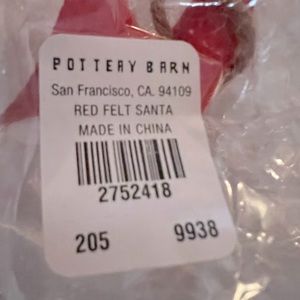 POTTERY BARN
San Francisco, CA. 94109
RED FELT SANTA
MADE IN CHINA
2752418
205 9938